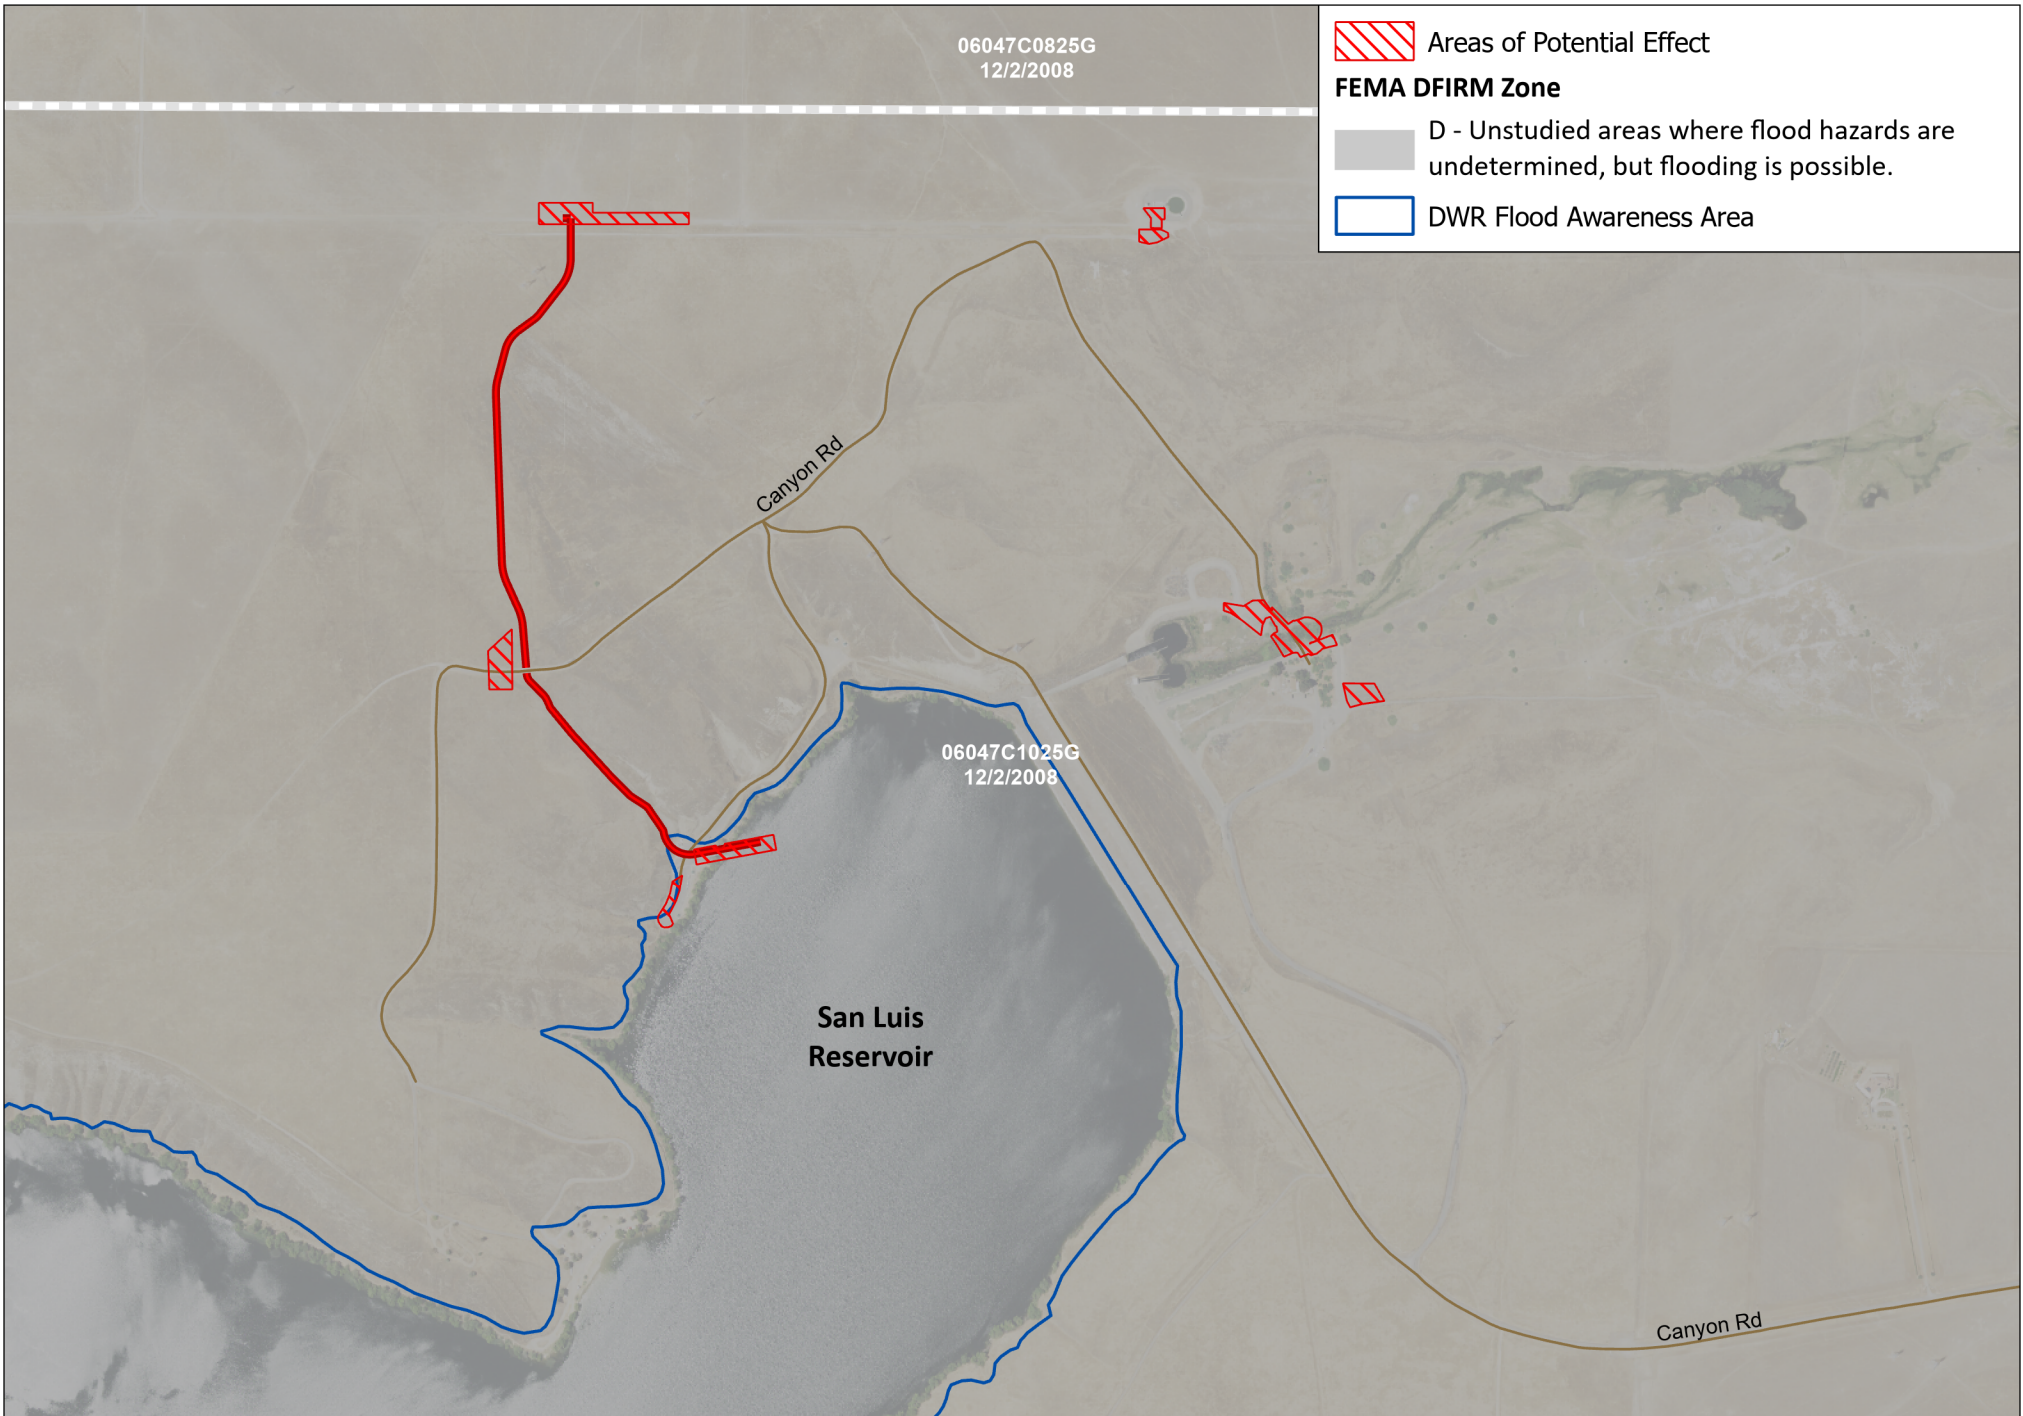 06047C0825G
12/2/2008
Areas of Potential Effect
FEMA DFIRM Zone
D - Unstudied areas where flood hazards are
undetermined, but flooding is possible.
DWR Flood Awareness Area
Canyon Rd
06047C1025G
12/2/2008
San Luis
Reservoir
Canyon Rd